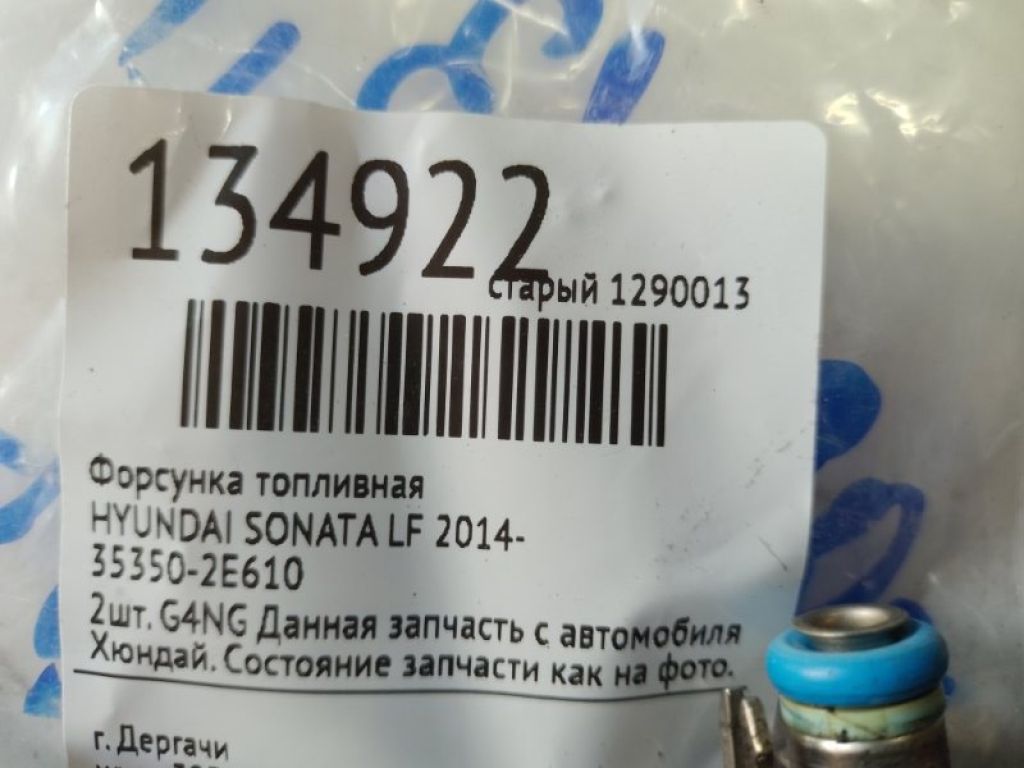 134922
старый 1290013
Форсунка топливная
HYUNDAI SONATA LF 2014-
35350-2E610
2шт. G4NG Данная запчасть с автомобиля
Хюндай. Состояние запчасти как на фото.
г. Дергачи